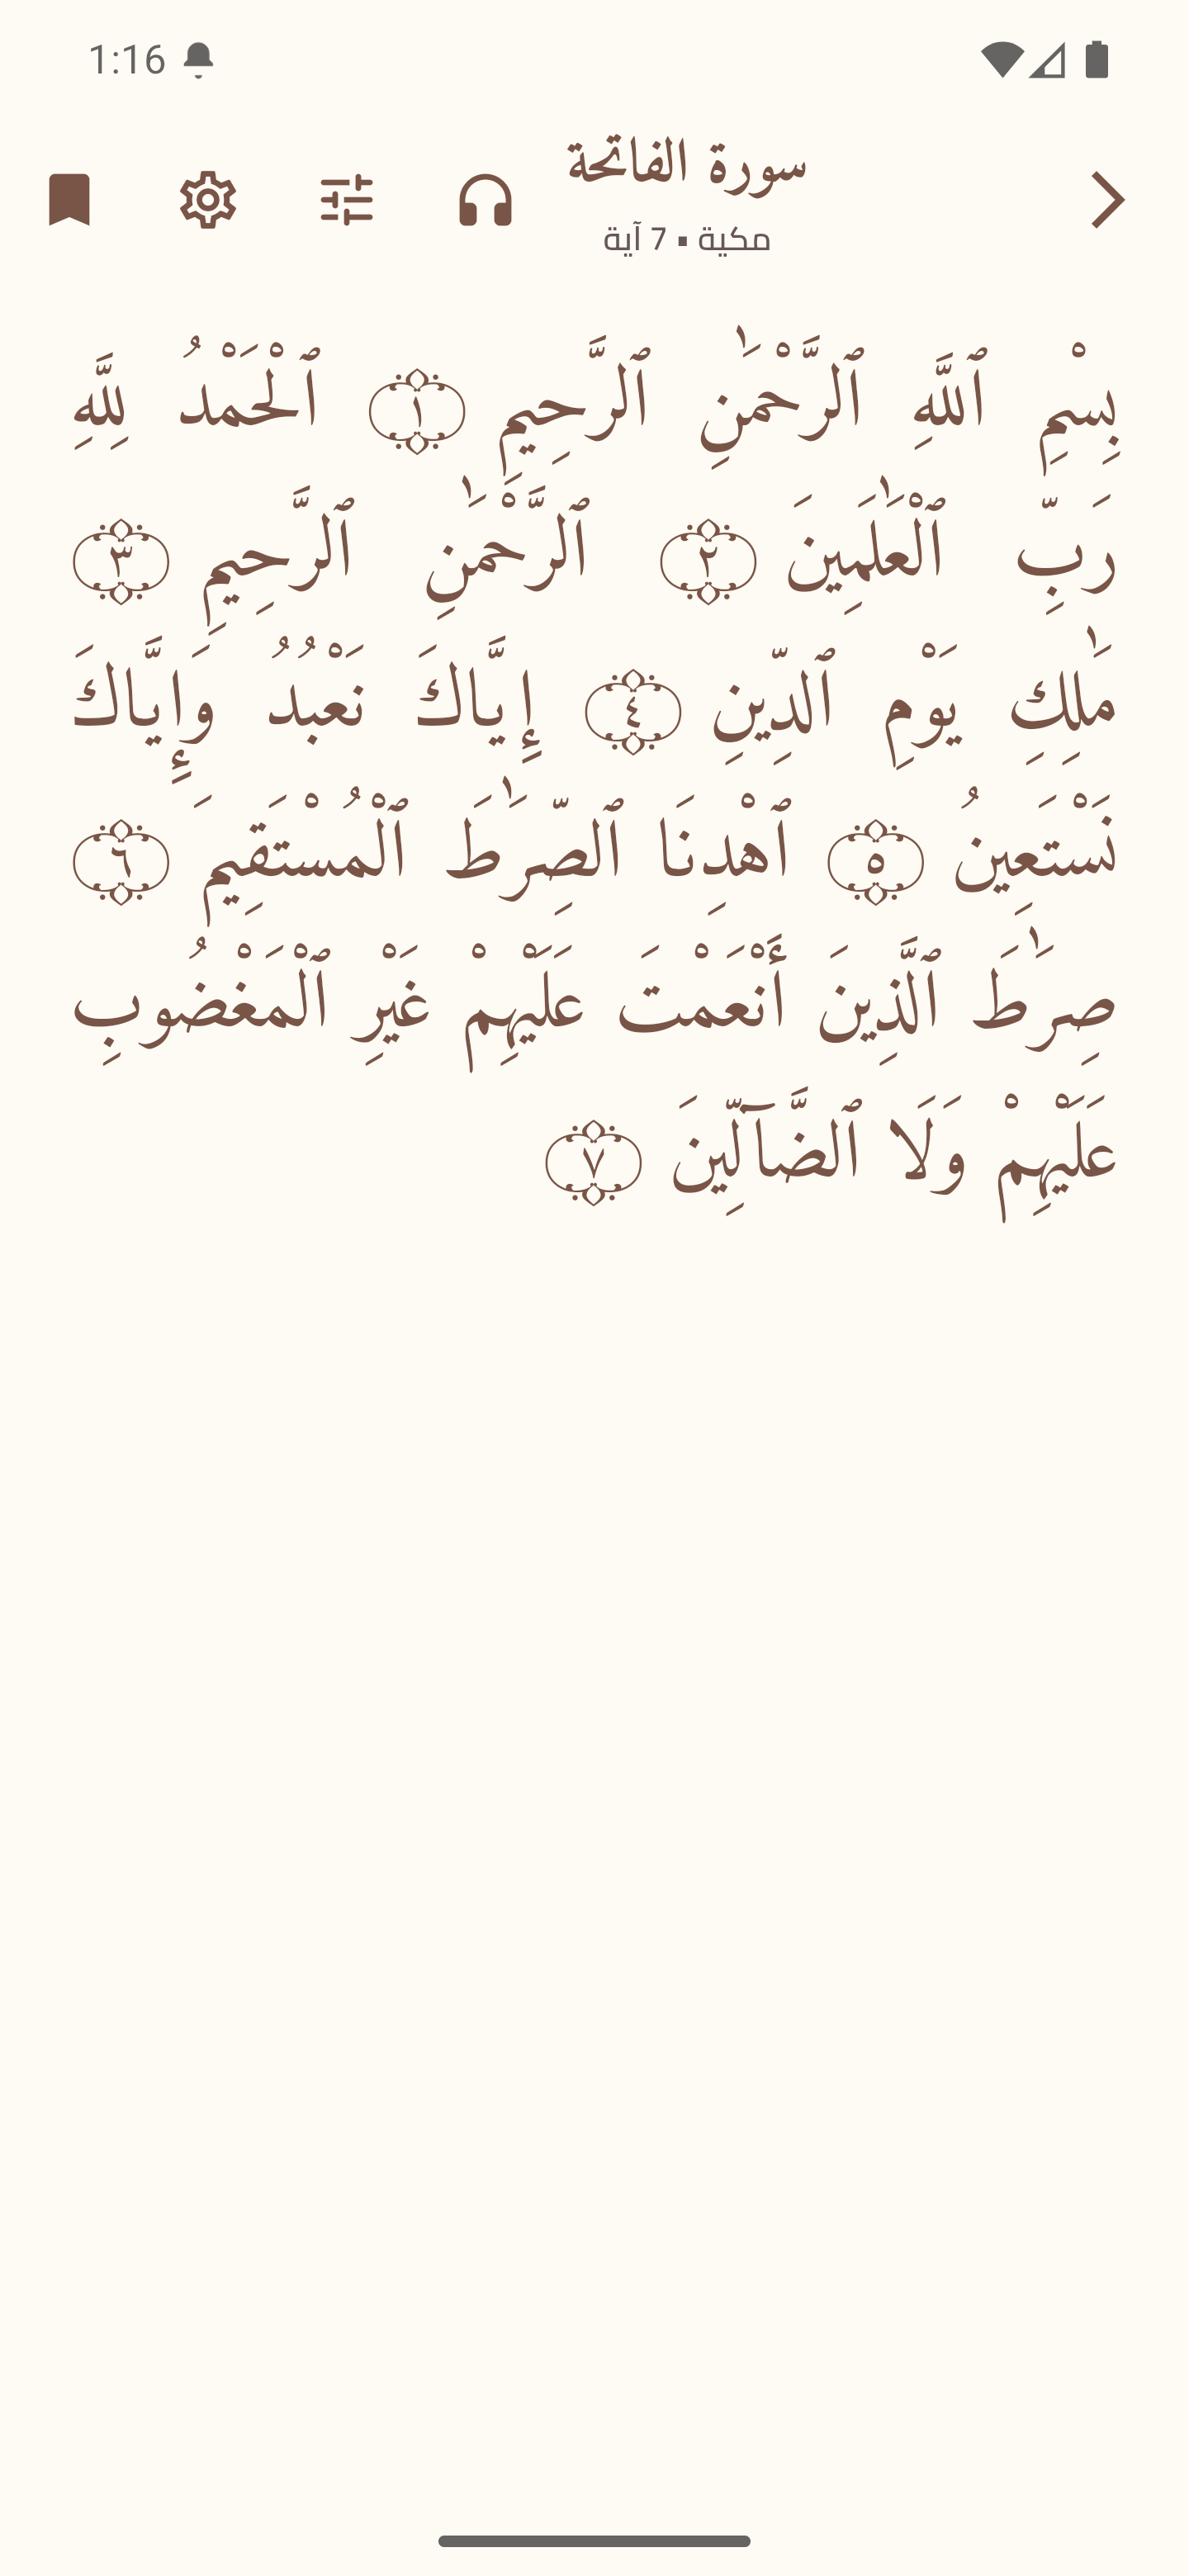 1:16
سورة الفاتحة
مكية ▪ 7 آية
بِسْمِ ٱللَّهِ ٱلرَّحْمَٰنِ ٱلرَّحِيمِ ١ ٱلْحَمْدُ لِلَّهِ
رَبِّ ٱلْعَٰلَمِينَ ٢ ٱلرَّحْمَٰنِ ٱلرَّحِيمِ ٣
مَٰلِكِ يَوْمِ ٱلدِّينِ ٤ إِيَّاكَ نَعْبُدُ وَإِيَّاكَ
نَسْتَعِينُ ٥ ٱهْدِنَا ٱلصِّرَٰطَ ٱلْمُسْتَقِيمَ ٦
صِرَٰطَ ٱلَّذِينَ أَنْعَمْتَ عَلَيْهِمْ غَيْرِ ٱلْمَغْضُوبِ
عَلَيْهِمْ وَلَا ٱلضَّآلِّينَ ٧